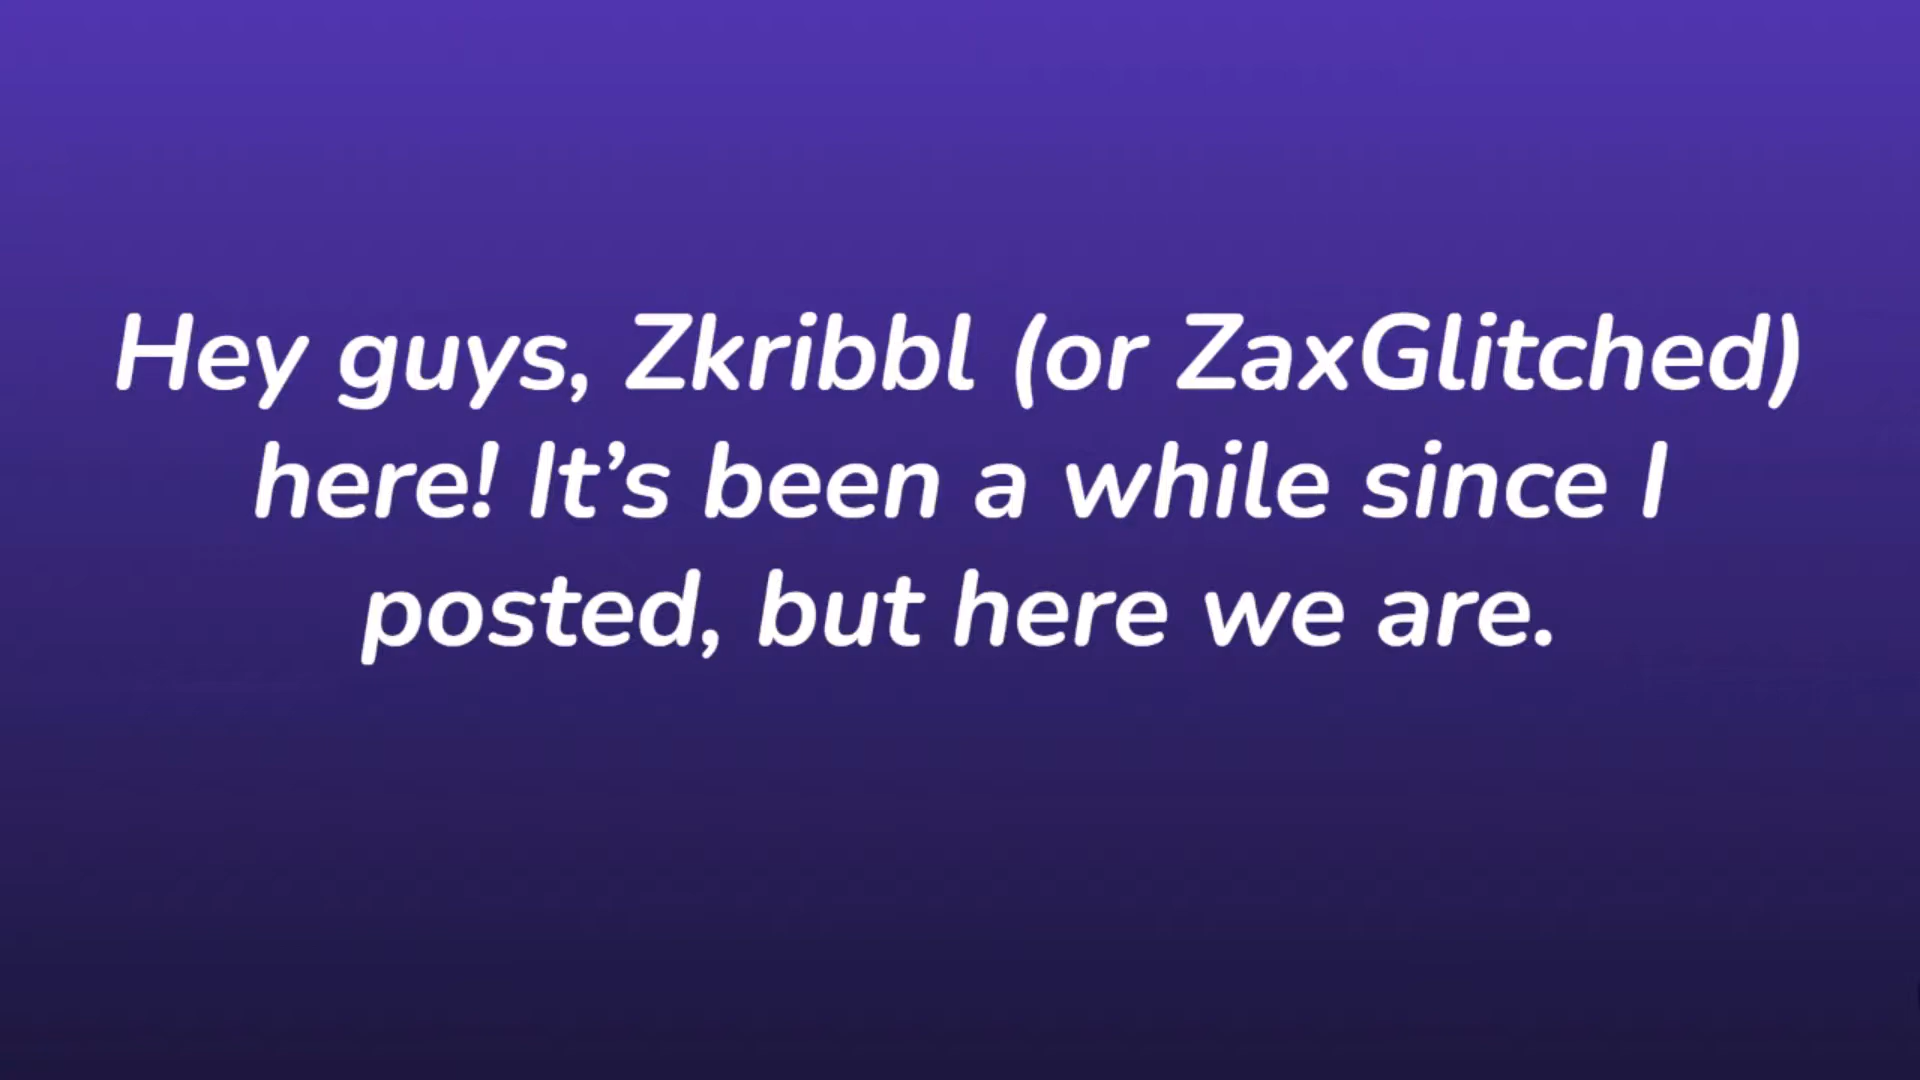 Hey guys, Zkribbl (or ZaxGlitched)
here! It’s been a while since I
posted, but here we are.